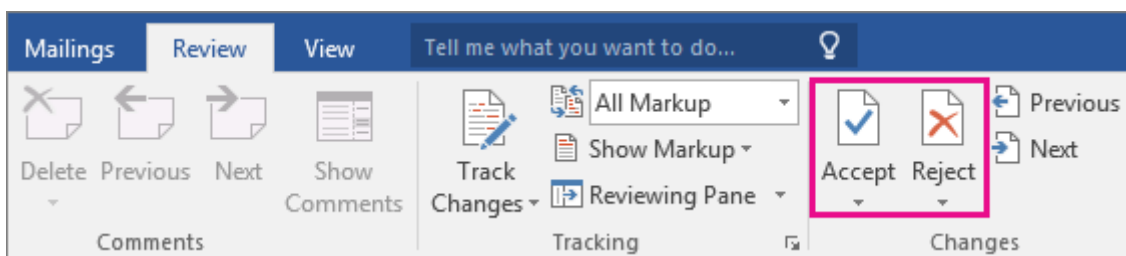 Mailings Review View Tell me what you want to do...
All Markup
Previous
Show Markup
Next
Delete Previous Next Show Comments
Track Changes
Reviewing Pane
Accept Reject
Comments Tracking Changes